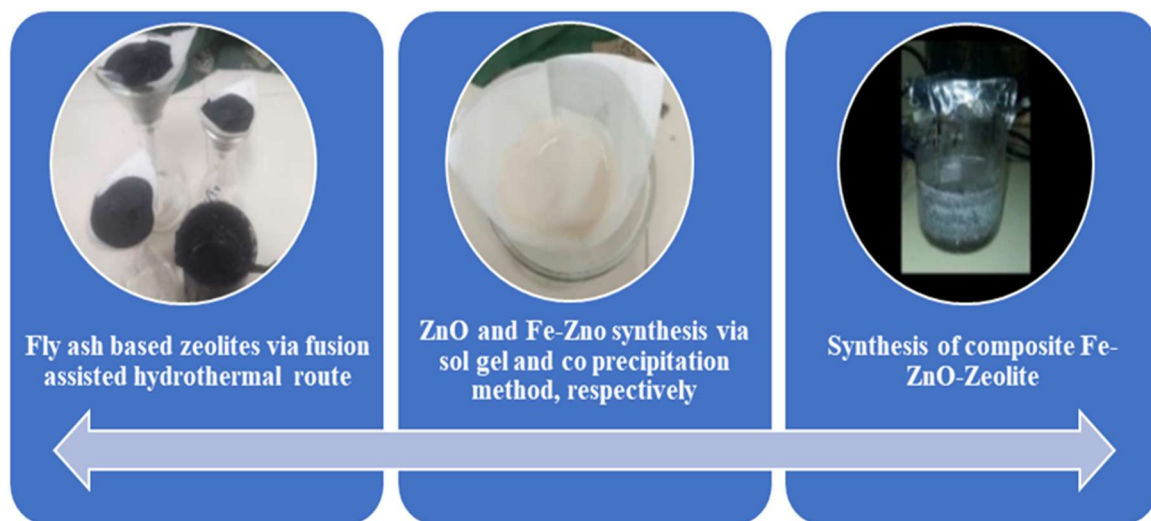 Fly ash based zeolites via fusion
assisted hydrothermal route
ZnO and Fe-Zno synthesis via
sol gel and co precipitation
method, respectively
Synthesis of composite Fe-
ZnO-Zeolite